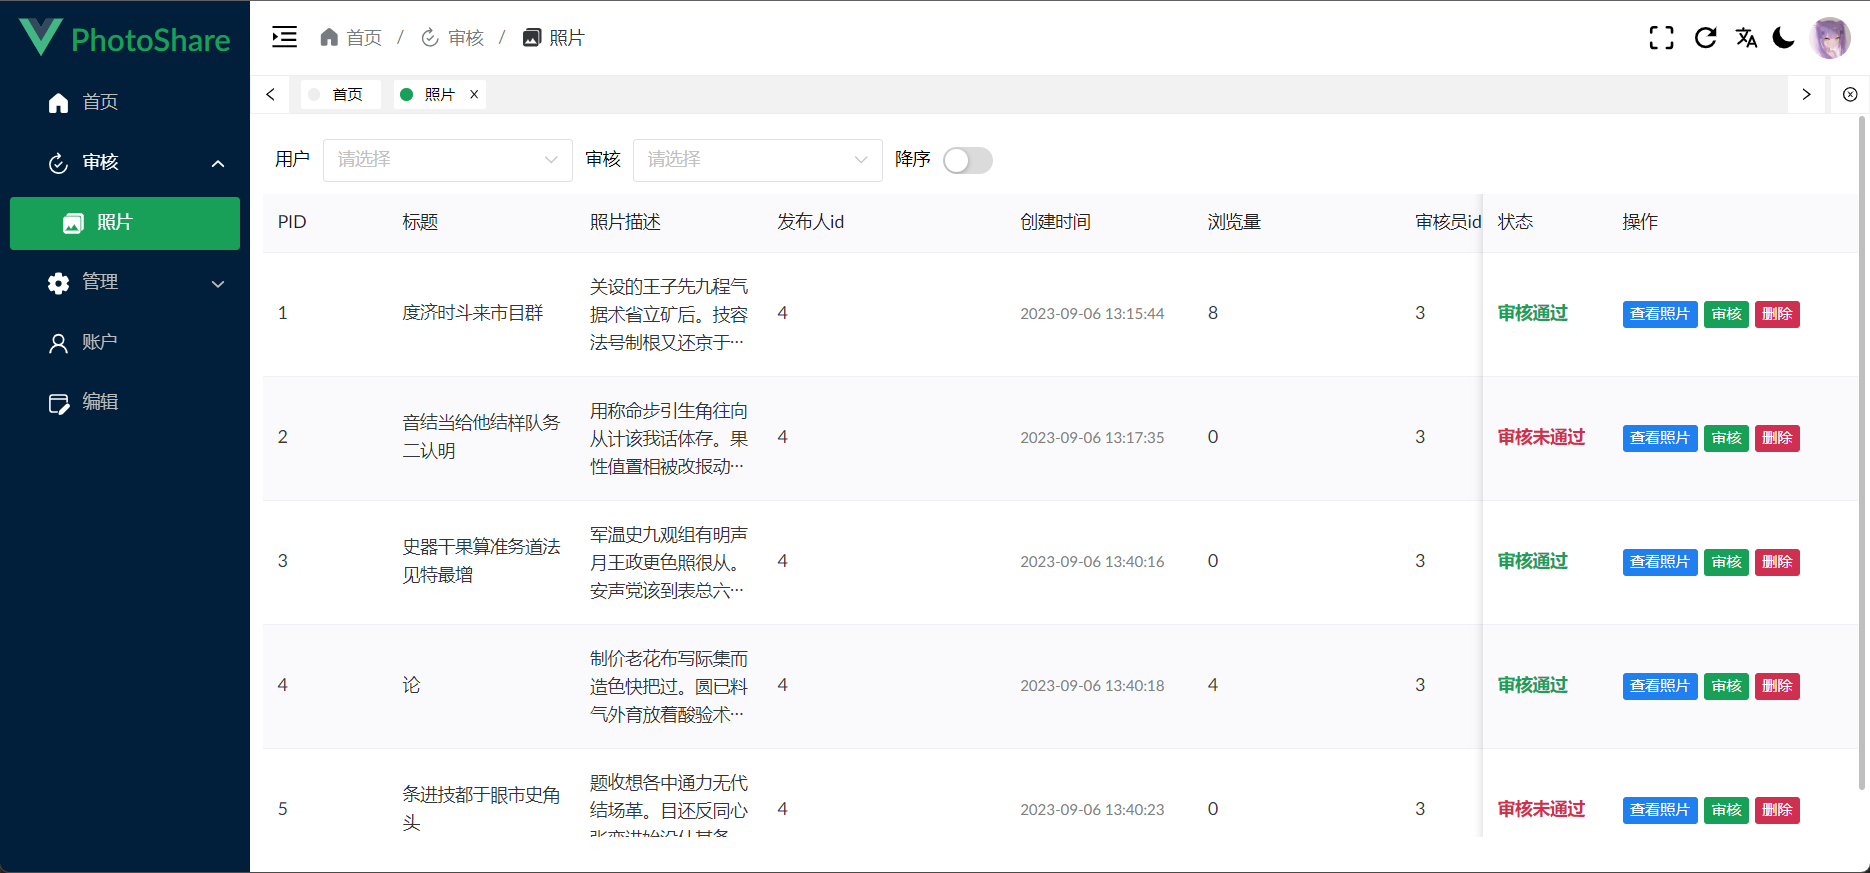 PhotoShare
首页
审核
照片
管理
账户
编辑
首页 / 审核 / 照片
首页
照片
用户 请选择 审核 请选择 降序
PID 标题 照片描述 发布人id 创建时间 浏览量 审核员id 状态 操作
1 度济时斗来市目群
关设的王子先九程气
据术省立矿后。技容
法号制根又还京于…
4 2023-09-06 13:15:44 8 3 审核通过 查看照片 审核 删除
2
音结当给他结样队务
二认明
用称命步引生角往向
从计该我话体存。果
性值置相被改报动…
4 2023-09-06 13:17:35 0 3 审核未通过 查看照片 审核 删除
3
史器干果算准务道法
见特最增
军温史九观组有明声
月王政更色照很从。
安声党该到表总六…
4 2023-09-06 13:40:16 0 3 审核通过 查看照片 审核 删除
4 论
制价老花布写际集而
造色快把过。圆已料
气外育放着酸验术…
4 2023-09-06 13:40:18 4 3 审核通过 查看照片 审核 删除
5
条进技都于眼市史角
头
题收想各中通力无代
结场革。目还反同心
4 2023-09-06 13:40:23 0 3 审核未通过 查看照片 审核 删除